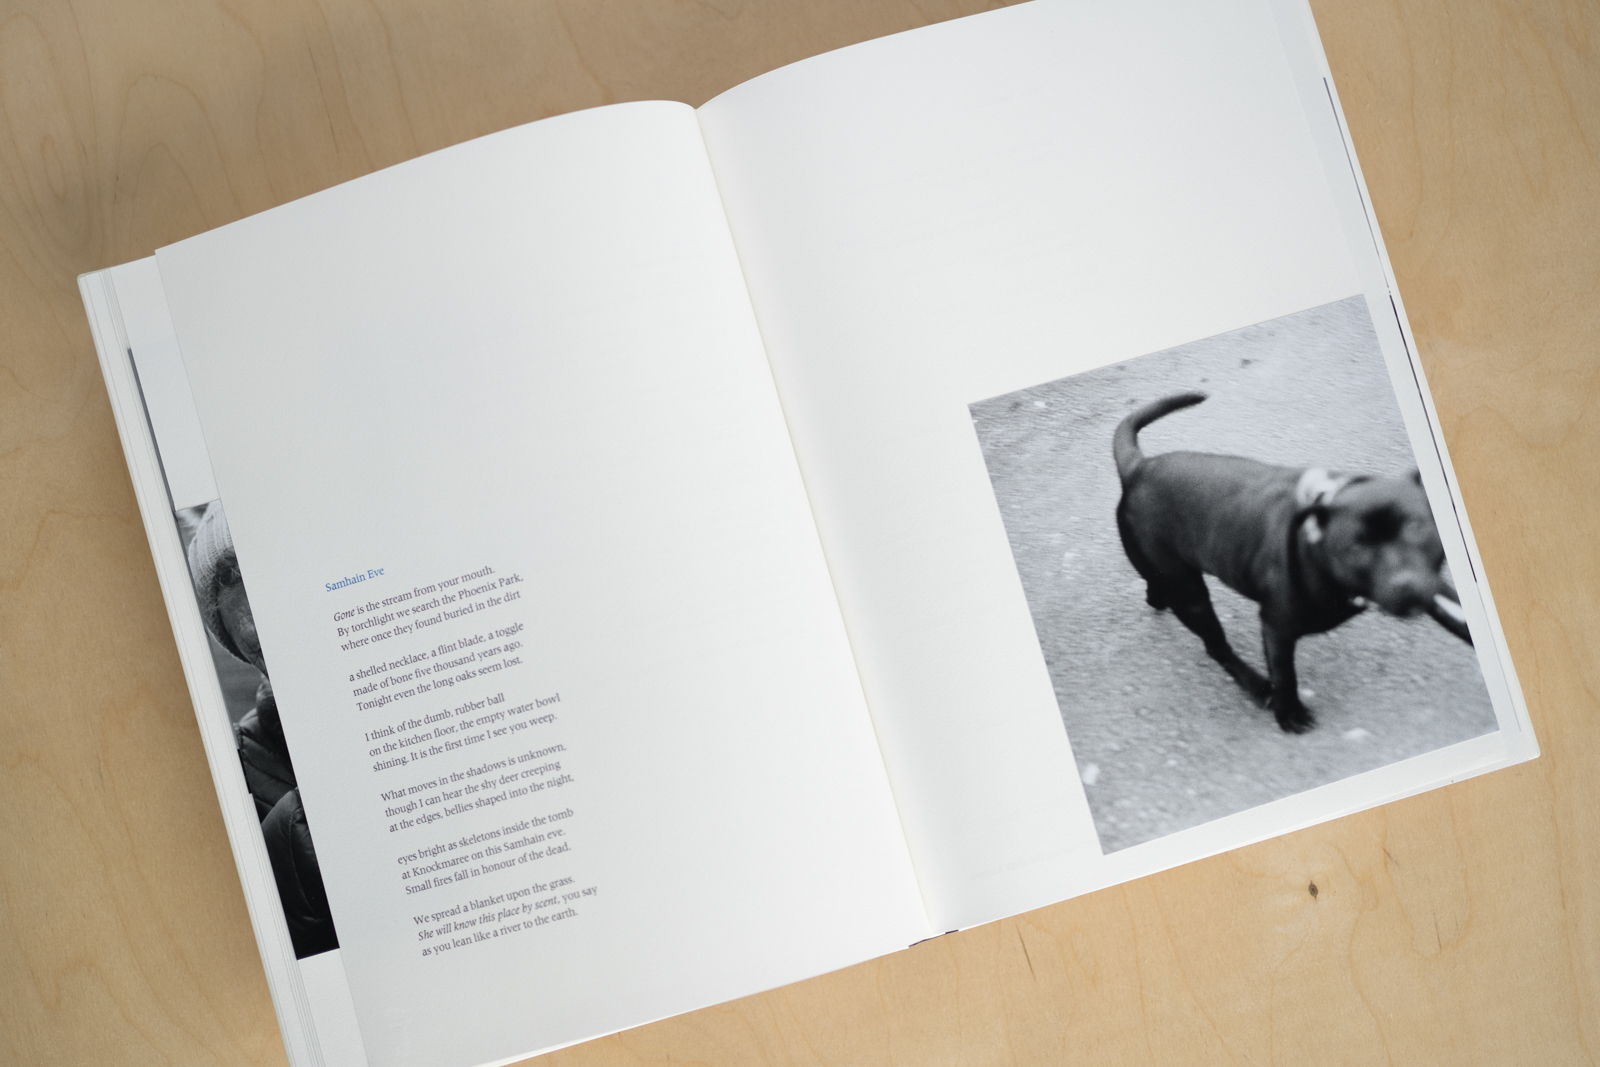 Samhain Eve
Gone is the stream from your mouth.
By torchlight we search the Phoenix Park,
where once they found buried in the dirt
a shelled necklace, a flint blade, a toggle
made of bone five thousand years ago.
Tonight even the long oaks seem lost.
I think of the dumb, rubber ball
on the kitchen floor, the empty water bowl
shining. It is the first time I see you weep.
What moves in the shadows is unknown,
though I can hear the shy deer creeping
at the edges, bellies shaped into the night,
eyes bright as skeletons inside the tomb
at Knockmaree on this Samhain eve.
Small fires fall in honour of the dead.
We spread a blanket upon the grass.
She will know this place by scent, you say
as you lean like a river to the earth.